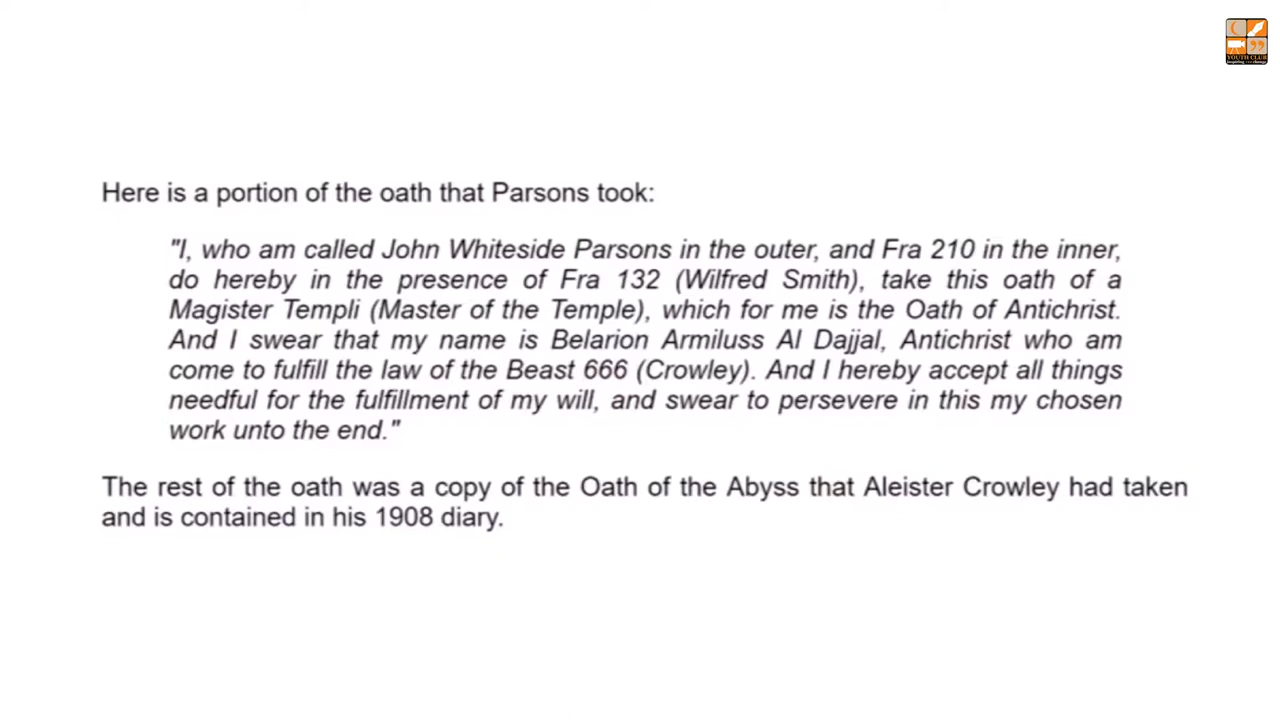 YOUTH CLUB
Here is a portion of the oath that Parsons took:
"I, who am called John Whiteside Parsons in the outer, and Fra 210 in the inner,
do hereby in the presence of Fra 132 (Wilfred Smith), take this oath of a
Magister Templi (Master of the Temple), which for me is the Oath of Antichrist.
And I swear that my name is Belarion Armiluss Al Dajjal, Antichrist who am
come to fulfill the law of the Beast 666 (Crowley). And I hereby accept all things
needful for the fulfillment of my will, and swear to persevere in this my chosen
work unto the end."
The rest of the oath was a copy of the Oath of the Abyss that Aleister Crowley had taken
and is contained in his 1908 diary.